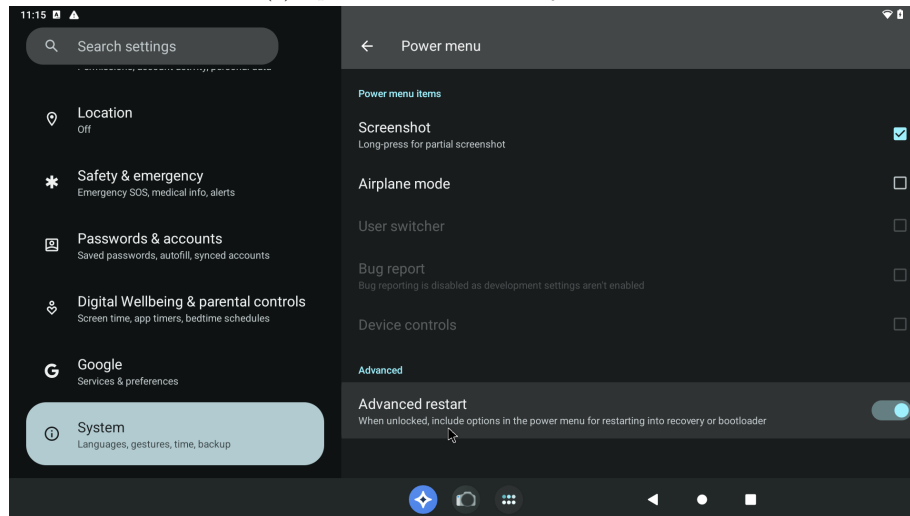 11:15
Search settings
Power menu
Location
Off
Safety & emergency
Emergency SOS, medical info, alerts
Passwords & accounts
Saved passwords, autofill, synced accounts
Digital Wellbeing & parental controls
Screen time, app timers, bedtime schedules
Google
Services & preferences
System
Languages, gestures, time, backup
Power menu items
Screenshot
Long-press for partial screenshot
Airplane mode
User switcher
Bug report
Bug reporting is disabled as development settings aren't enabled
Device controls
Advanced
Advanced restart
When unlocked, include options in the power menu for restarting into recovery or bootloader